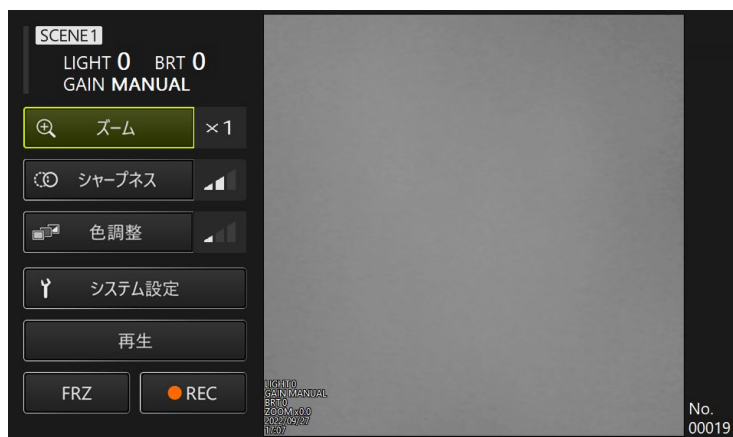 SCENE1
LIGHT 0 BRT 0
GAIN MANUAL
ズーム ×1
シャープネス
色調整
システム設定
再生
FRZ REC
LIGHT 0
GAIN MANUAL
BRT 0
ZOOM x0.0
2022/09/27
17:07
No.
00019